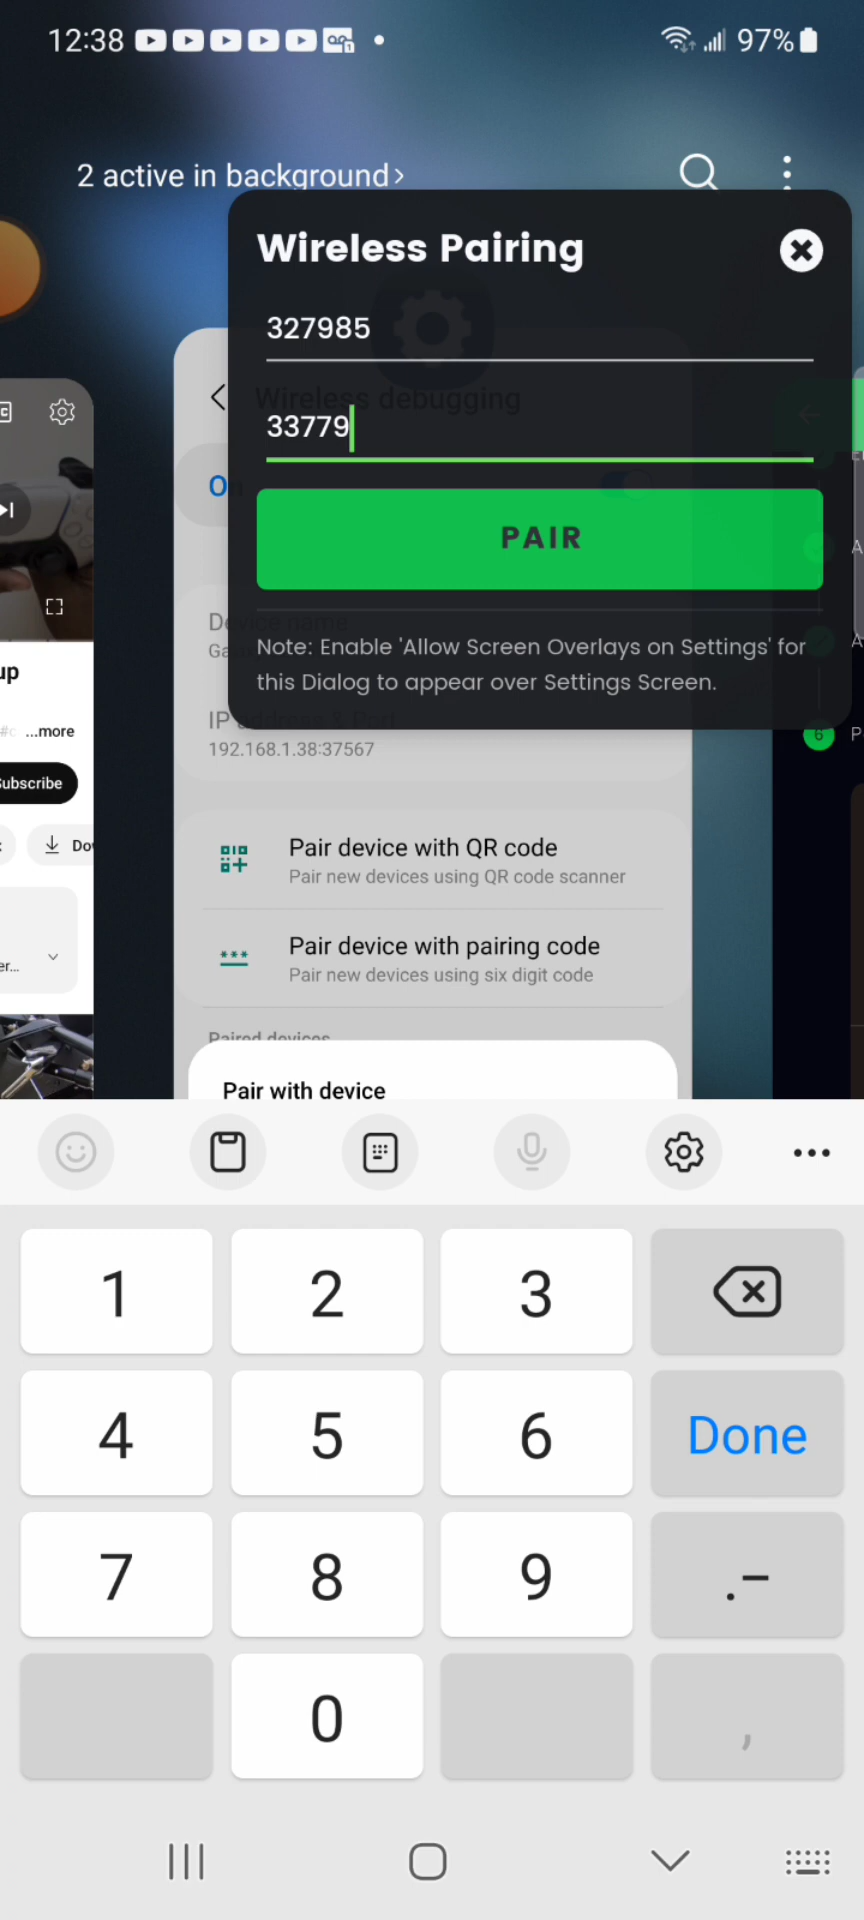 12:38
97%
2 active in background
Wireless Pairing
327985
Wireless debugging
33779
On
PAIR
Device name
Note: Enable 'Allow Screen Overlays on Settings' for
this Dialog to appear over Settings Screen.
IP address & Port
192.168.1.38:37567
6
P
A
A
up
...more
Subscribe
Pair device with QR code
Pair new devices using QR code scanner
Pair device with pairing code
Pair new devices using six digit code
er...
Paired devices
Pair with device
1 2 3
4 5 6 Done
7 8 9 .-
0 ,